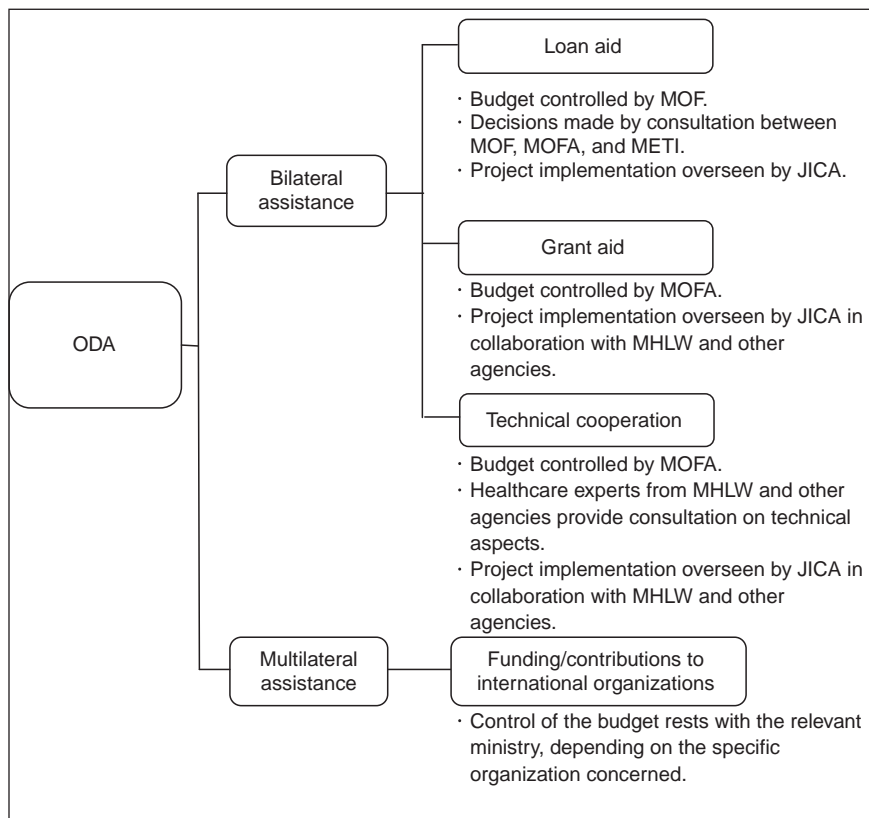 Loan aid
· Budget controlled by MOF.
· Decisions made by consultation between
MOF, MOFA, and METI.
· Project implementation overseen by JICA.
Bilateral
assistance
Grant aid
· Budget controlled by MOFA.
· Project implementation overseen by JICA in
collaboration with MHLW and other
agencies.
ODA
Technical cooperation
· Budget controlled by MOFA.
· Healthcare experts from MHLW and other
agencies provide consultation on technical
aspects.
· Project implementation overseen by JICA in
collaboration with MHLW and other
agencies.
Multilateral
assistance
Funding/contributions to
international organizations
· Control of the budget rests with the relevant
ministry, depending on the specific
organization concerned.